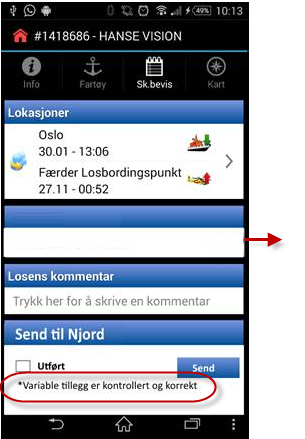 49% 10:13
#1418686 - HANSE VISION
Info
Fartøy
Sk.bevis
Kart
Lokasjoner
Oslo
30.01 - 13:06
Færder Losbordingspunkt
27.11 - 00:52
Losens kommentar
Trykk her for å skrive en kommentar
Send til Njord
Utført
Send
*Variable tillegg er kontrollert og korrekt